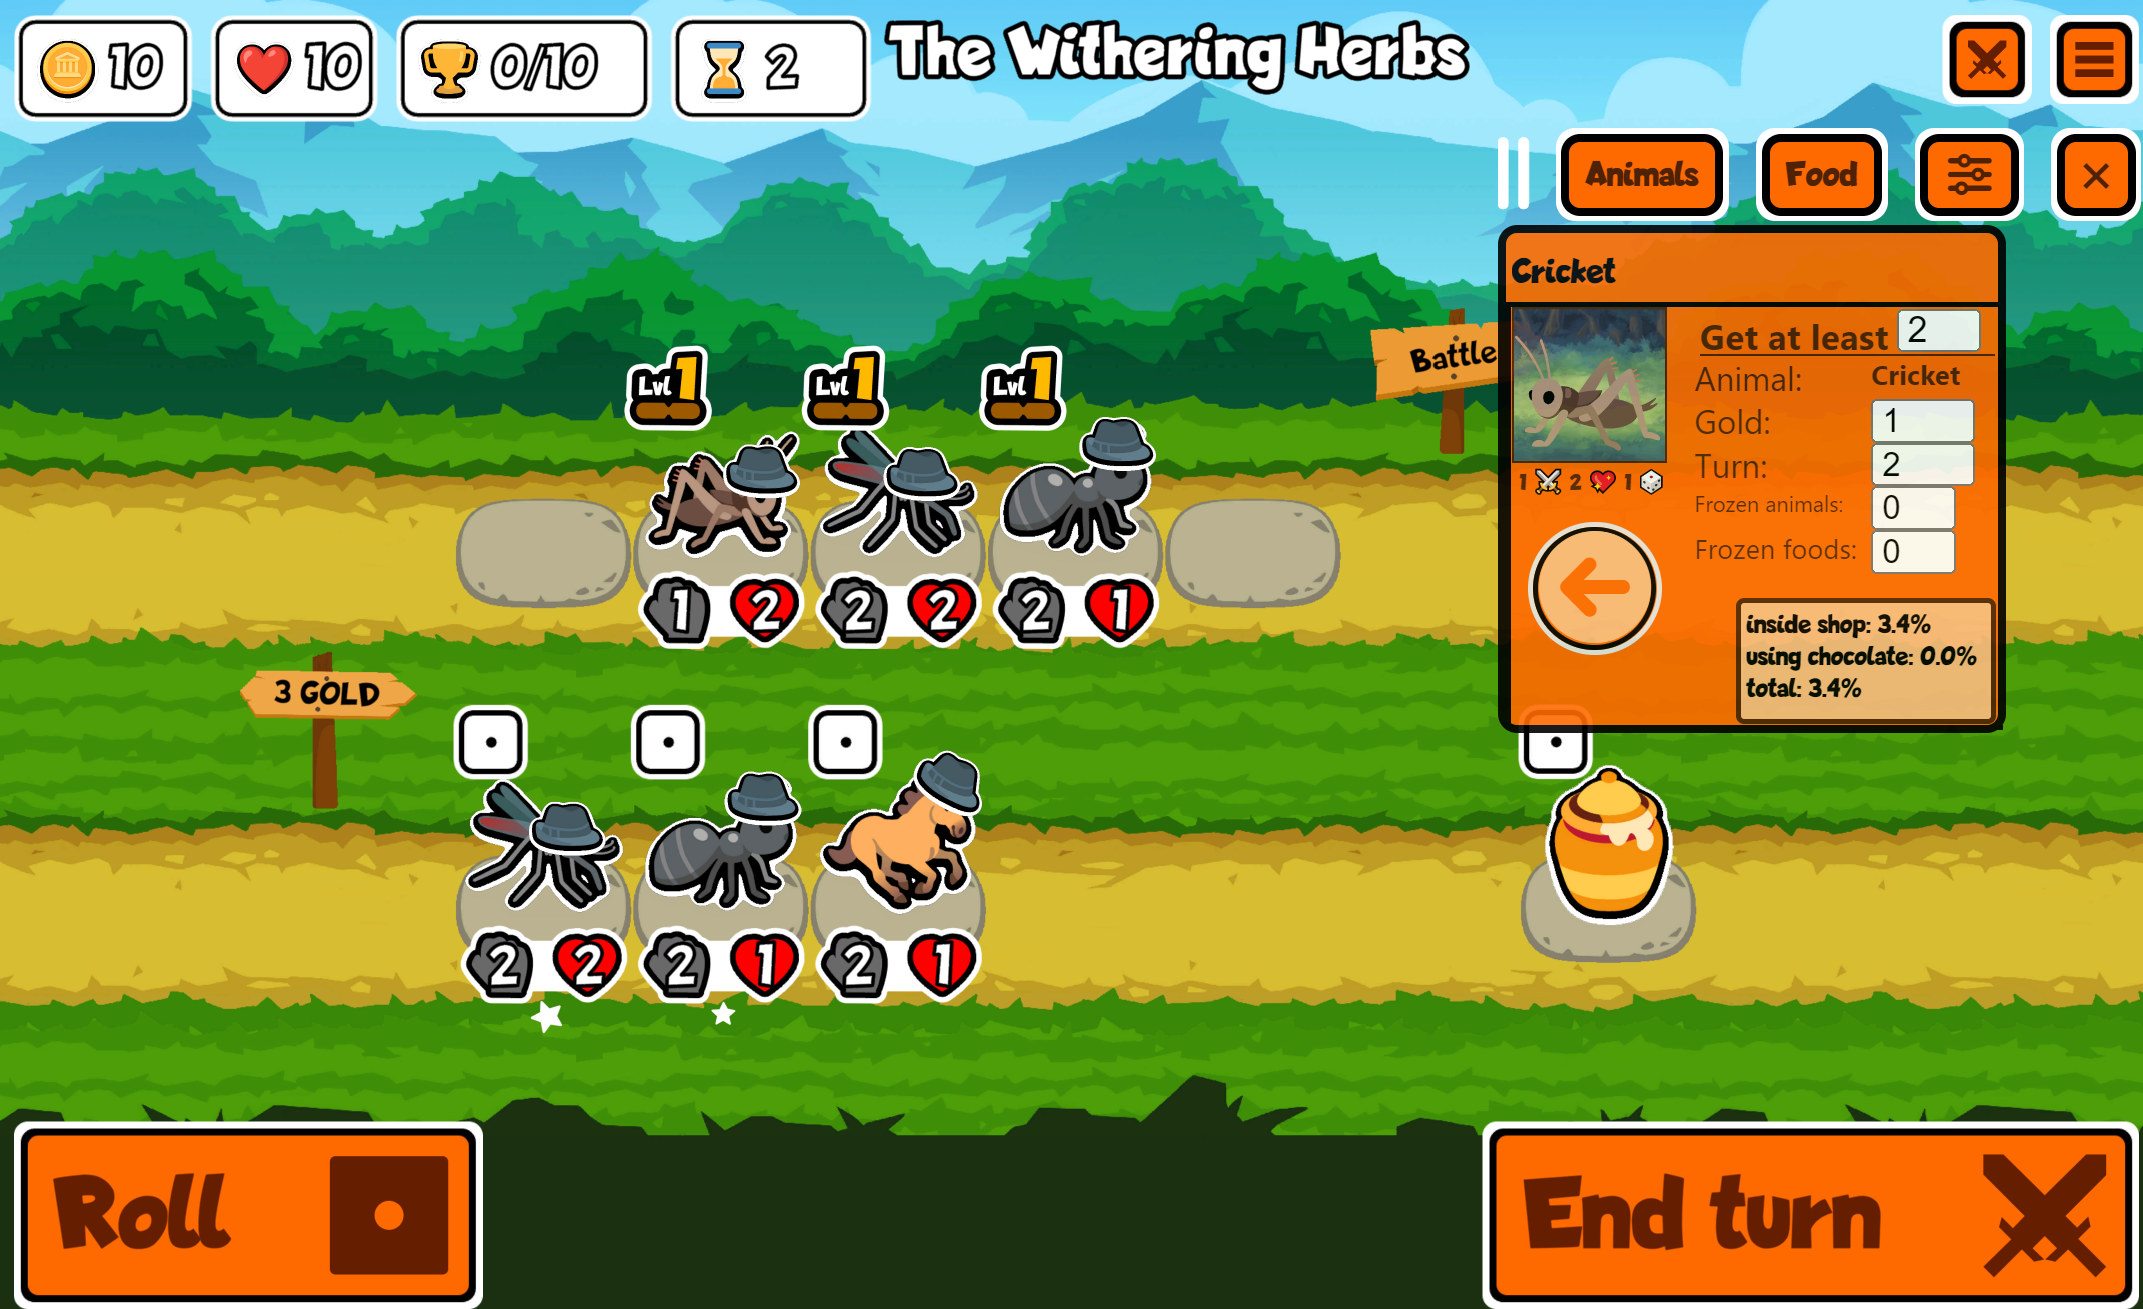 10
10
0/10
2
The Withering Herbs
Animals
Food
Cricket
Get at least 2
Animal: Cricket
Gold: 1
Turn: 2
Frozen animals: 0
Frozen foods: 0
1 2 1
inside shop: 3.4%
using chocolate: 0.0%
total: 3.4%
Battle
Lvl 1
Lvl 1
Lvl 1
1 2
2 2
2 1
3 GOLD
2 2
2 1
2 1
Roll
End turn